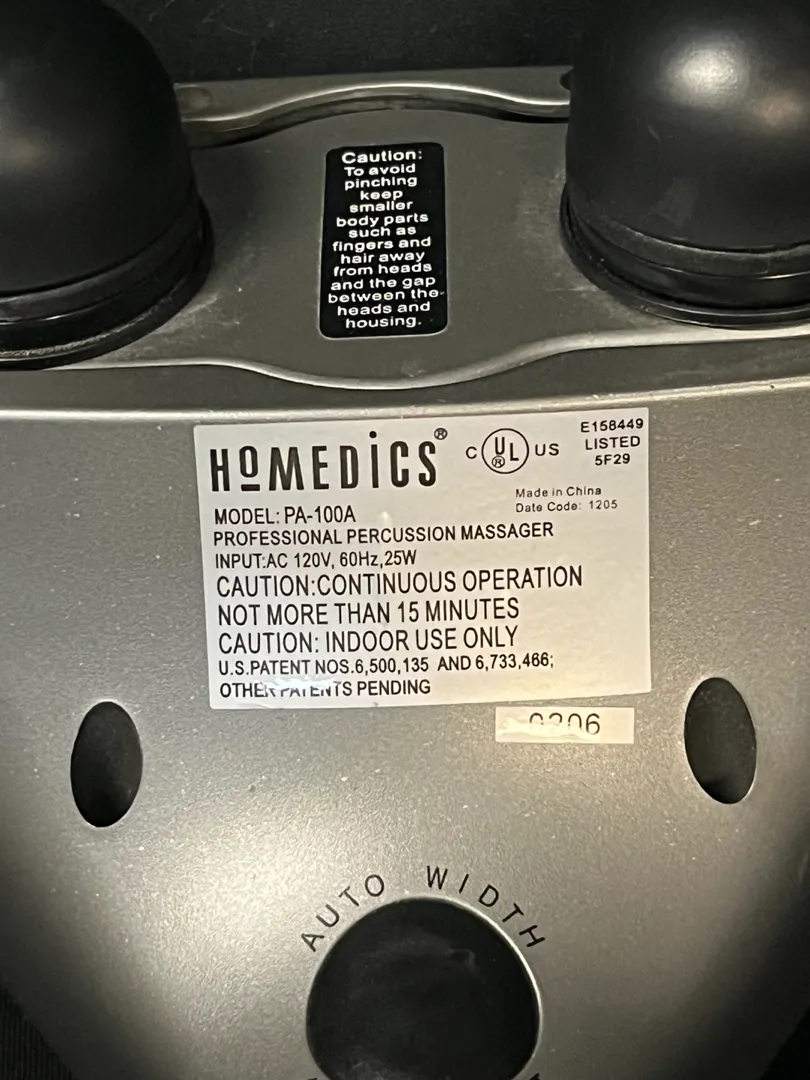 Caution:
To avoid
pinching
keep
smaller
body parts
such as
fingers and
hair away
from heads
and the gap
between the
heads and
housing.
HOMEDICS®
C UL® US
E158449
LISTED
5F29
Made in China
Date Code: 1205
MODEL: PA-100A
PROFESSIONAL PERCUSSION MASSAGER
INPUT:AC 120V, 60Hz,25W
CAUTION:CONTINUOUS OPERATION
NOT MORE THAN 15 MINUTES
CAUTION: INDOOR USE ONLY
U.S.PATENT NOS.6,500,135 AND 6,733,466;
OTHER PATENTS PENDING
AUTO WIDTH